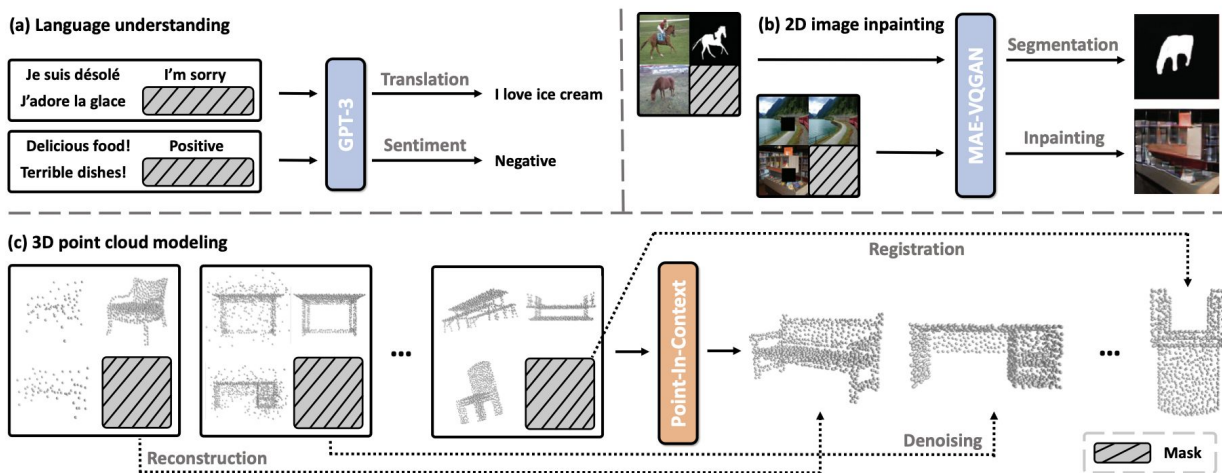 (a) Language understanding
Je suis désolé I'm sorry
J'adore la glace
Delicious food! Positive
Terrible dishes!
GPT-3
Translation
I love ice cream
Sentiment
Negative
(b) 2D image inpainting
MAE-VQGAN
Segmentation
Inpainting
(c) 3D point cloud modeling
...
Point-In-Context
Registration
...
Denoising
Reconstruction
Mask